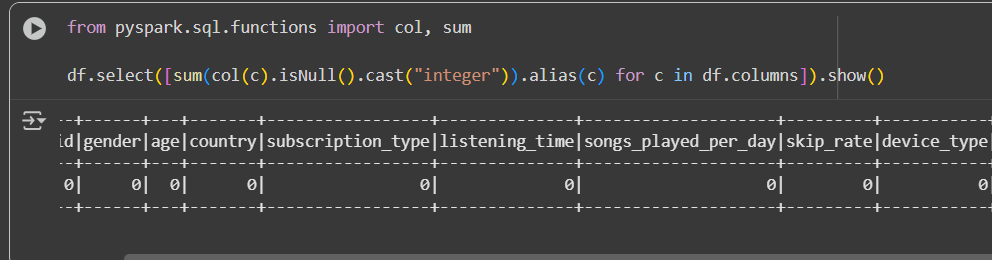 from pyspark.sql.functions import col, sum
df.select([sum(col(c).isNull().cast("integer")).alias(c) for c in df.columns]).show()
--+------+---+-------+-----------------+--------------+--------------------+---------+-----------+
id|gender|age|country|subscription_type|listening_time|songs_played_per_day|skip_rate|device_type|
--+------+---+-------+-----------------+--------------+--------------------+---------+-----------+
 0|     0|  0|      0|                0|             0|                   0|        0|          0|
--+------+---+-------+-----------------+--------------+--------------------+---------+-----------+